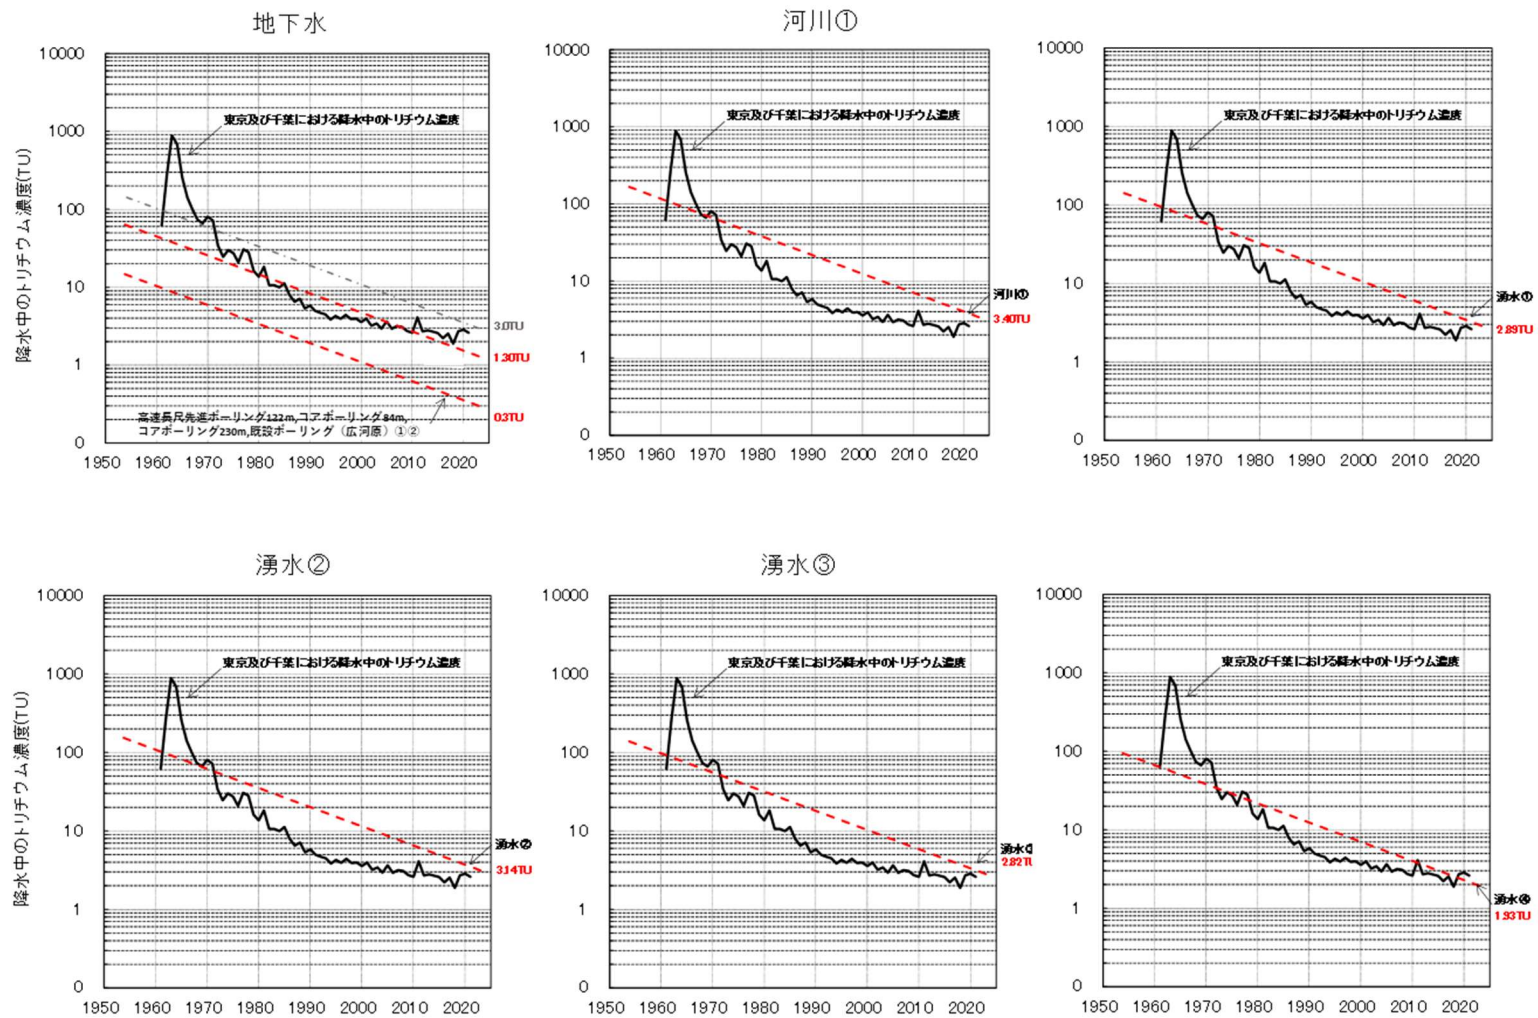 地下水
降水中のトリチウム濃度(TU)
10000
1000
100
10
1
0
東京及び千葉における降水中のトリチウム濃度
3.0TU
1.30TU
0.3TU
高速長尺先進ボーリング122m,コアボーリング84m,
コアボーリング230m,既設ボーリング（広河原）①②
1950 1960 1970 1980 1990 2000 2010 2020
河川①
10000
1000
100
10
1
0
東京及び千葉における降水中のトリチウム濃度
河川①
3.40TU
1950 1960 1970 1980 1990 2000 2010 2020
10000
1000
100
10
1
0
東京及び千葉における降水中のトリチウム濃度
湧水①
2.89TU
1950 1960 1970 1980 1990 2000 2010 2020
湧水②
降水中のトリチウム濃度(TU)
10000
1000
100
10
1
0
東京及び千葉における降水中のトリチウム濃度
湧水②
3.14TU
1950 1960 1970 1980 1990 2000 2010 2020
湧水③
10000
1000
100
10
1
0
東京及び千葉における降水中のトリチウム濃度
湧水
2.82TU
1950 1960 1970 1980 1990 2000 2010 2020
10000
1000
100
10
1
0
東京及び千葉における降水中のトリチウム濃度
湧水④
1.93TU
1950 1960 1970 1980 1990 2000 2010 2020